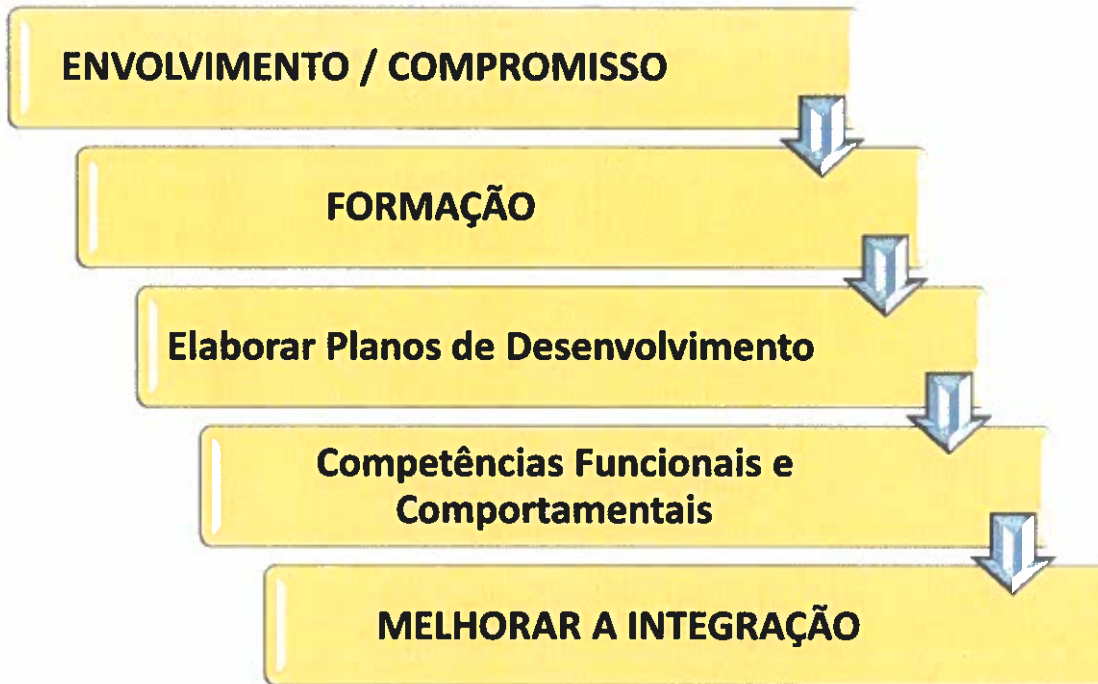 ENVOLVIMENTO / COMPROMISSO
FORMAÇÃO
Elaborar Planos de Desenvolvimento
Competências Funcionais e
Comportamentais
MELHORAR A INTEGRAÇÃO